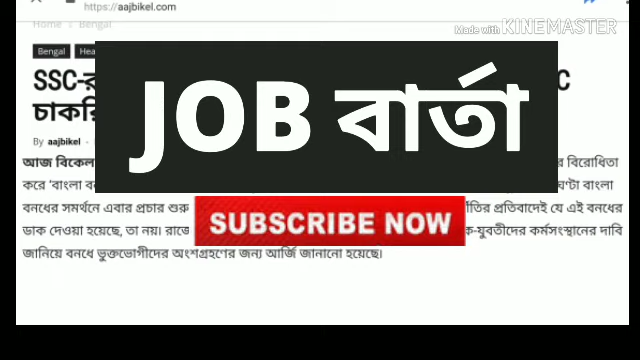 https://aajbikel.com
Made with KINEMASTER
Home Bengal
Bengal
SSC-র
JOB বার্তা
By aajbikel
আজ বিকেল র বিরোধিতা
করে 'বাংলা ঘণ্টা বাংলা
বনধের সমর্থনে এবার প্রচার শুরু প্রতিবাদেই যে এই বনধের
SUBSCRIBE NOW
ডাক দেওয়া হয়েছে, তা নয়। যুবতীদের কর্মসংস্থানের দাবি
জানিয়ে বনধে ভুক্তভোগীদের অংশগ্রহণের জন্য আর্জি জানানো হয়েছে।